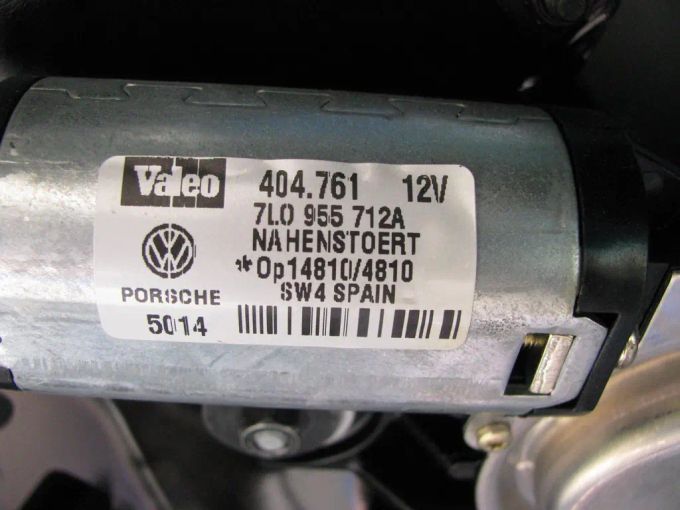 Valeo 404.761 12V
7L0 955 712A
NAHENSTOERT
*Op14810/4810
PORSCHE SW4 SPAIN
5014